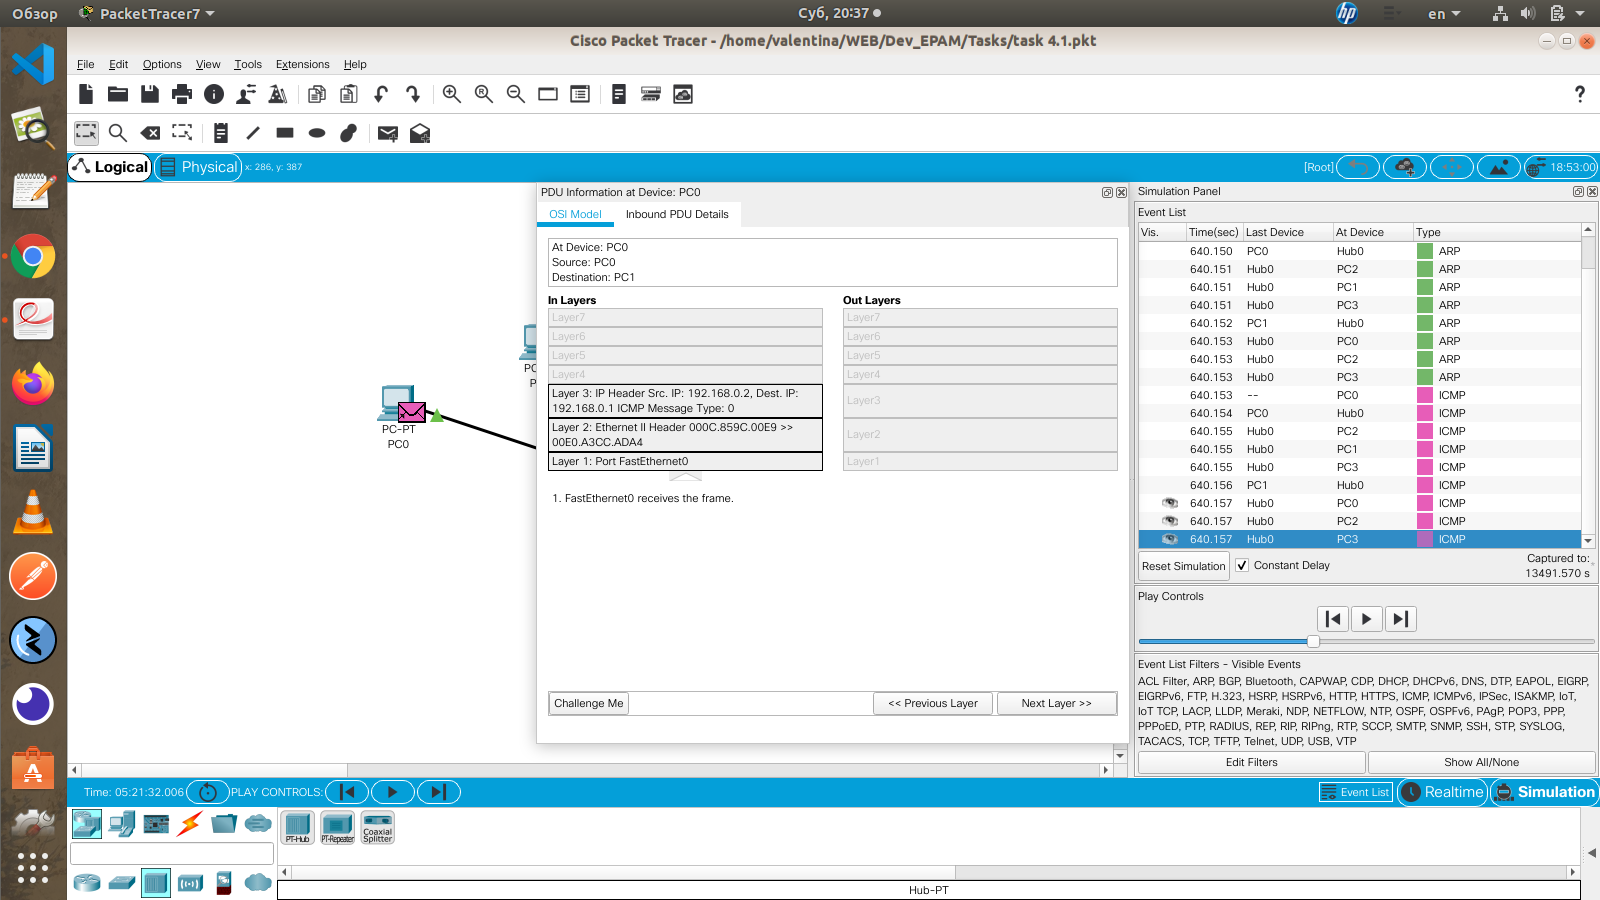 Обзор PacketTracer7 Суб, 20:37 en
Cisco Packet Tracer - /home/valentina/WEB/Dev_EPAM/Tasks/task 4.1.pkt
File Edit Options View Tools Extensions Help
Logical Physical x: 286, y: 387 [Root] 18:53:00
PDU Information at Device: PC0
OSI Model Inbound PDU Details
At Device: PC0
Source: PC0
Destination: PC1
In Layers Out Layers
Layer7 Layer7
Layer6 Layer6
Layer5 Layer5
Layer4 Layer4
Layer 3: IP Header Src. IP: 192.168.0.2, Dest. IP:
192.168.0.1 ICMP Message Type: 0
Layer3
Layer 2: Ethernet II Header 000C.859C.00E9 >>
00E0.A3CC.ADA4
Layer2
Layer 1: Port FastEthernet0 Layer1
1. FastEthernet0 receives the frame.
Challenge Me << Previous Layer Next Layer >>
PC
P
PC-PT
PC0
Simulation Panel
Event List
Vis. Time(sec) Last Device At Device Type
640.150 PC0 Hub0 ARP
640.151 Hub0 PC2 ARP
640.151 Hub0 PC1 ARP
640.151 Hub0 PC3 ARP
640.152 PC1 Hub0 ARP
640.153 Hub0 PC0 ARP
640.153 Hub0 PC2 ARP
640.153 Hub0 PC3 ARP
640.153 -- PC0 ICMP
640.154 PC0 Hub0 ICMP
640.155 Hub0 PC2 ICMP
640.155 Hub0 PC1 ICMP
640.155 Hub0 PC3 ICMP
640.156 PC1 Hub0 ICMP
640.157 Hub0 PC0 ICMP
640.157 Hub0 PC2 ICMP
640.157 Hub0 PC3 ICMP
Reset Simulation Constant Delay Captured to:
13491.570 s
Play Controls
Event List Filters - Visible Events
ACL Filter, ARP, BGP, Bluetooth, CAPWAP, CDP, DHCP, DHCPv6, DNS, DTP, EAPOL, EIGRP,
EIGRPv6, FTP, H.323, HSRP, HSRPv6, HTTP, HTTPS, ICMP, ICMPv6, IPSec, ISAKMP, IoT,
IoT TCP, LACP, LLDP, Meraki, NDP, NETFLOW, NTP, OSPF, OSPFv6, PAgP, POP3, PPP,
PPPoED, PTP, RADIUS, REP, RIP, RIPng, RTP, SCCP, SMTP, SNMP, SSH, STP, SYSLOG,
TACACS, TCP, TFTP, Telnet, UDP, USB, VTP
Edit Filters Show All/None
Time: 05:21:32.006 PLAY CONTROLS: Event List Realtime Simulation
PT-Hub PT-Repeater Coaxial
Splitter
Hub-PT